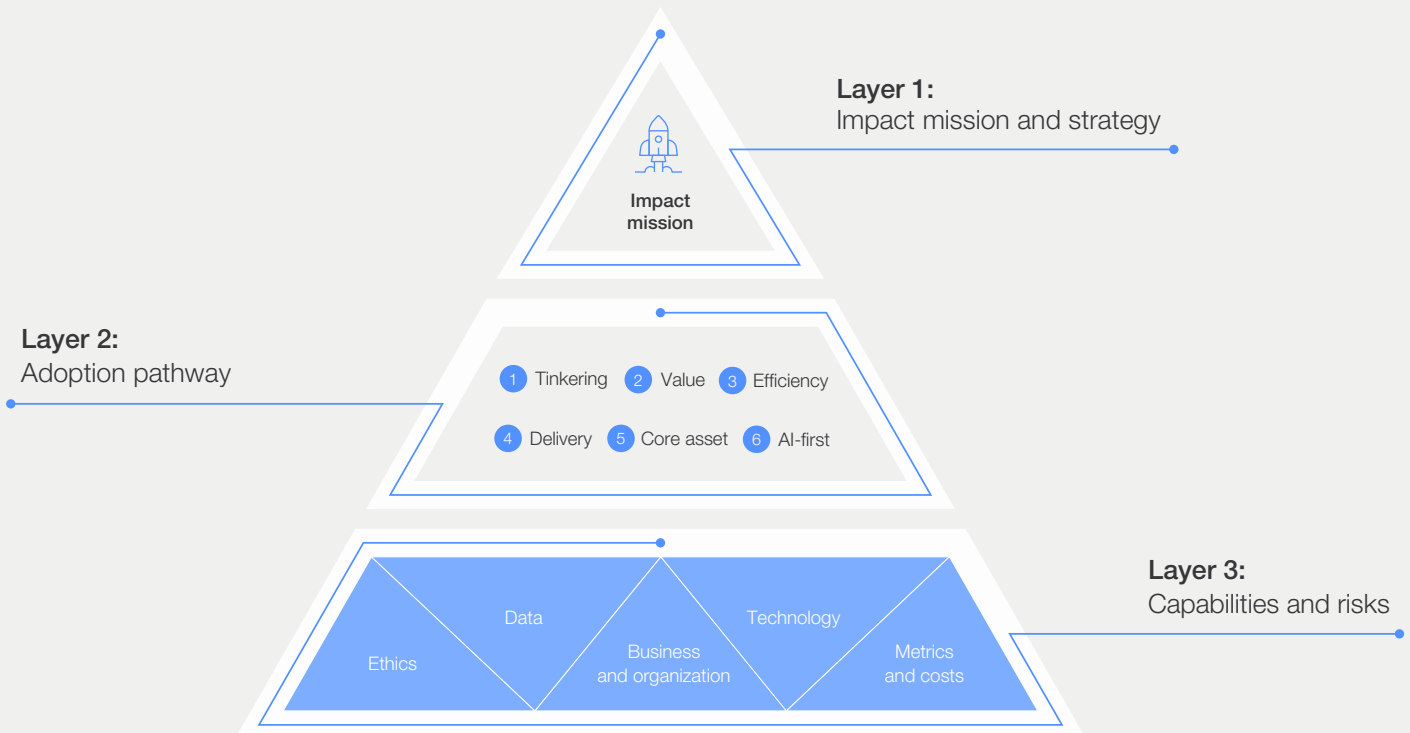 Layer 1:
Impact mission and strategy
Impact
mission
Layer 2:
Adoption pathway
1 Tinkering 2 Value 3 Efficiency
4 Delivery 5 Core asset 6 AI-first
Layer 3:
Capabilities and risks
Ethics
Data
Business
and organization
Technology
Metrics
and costs